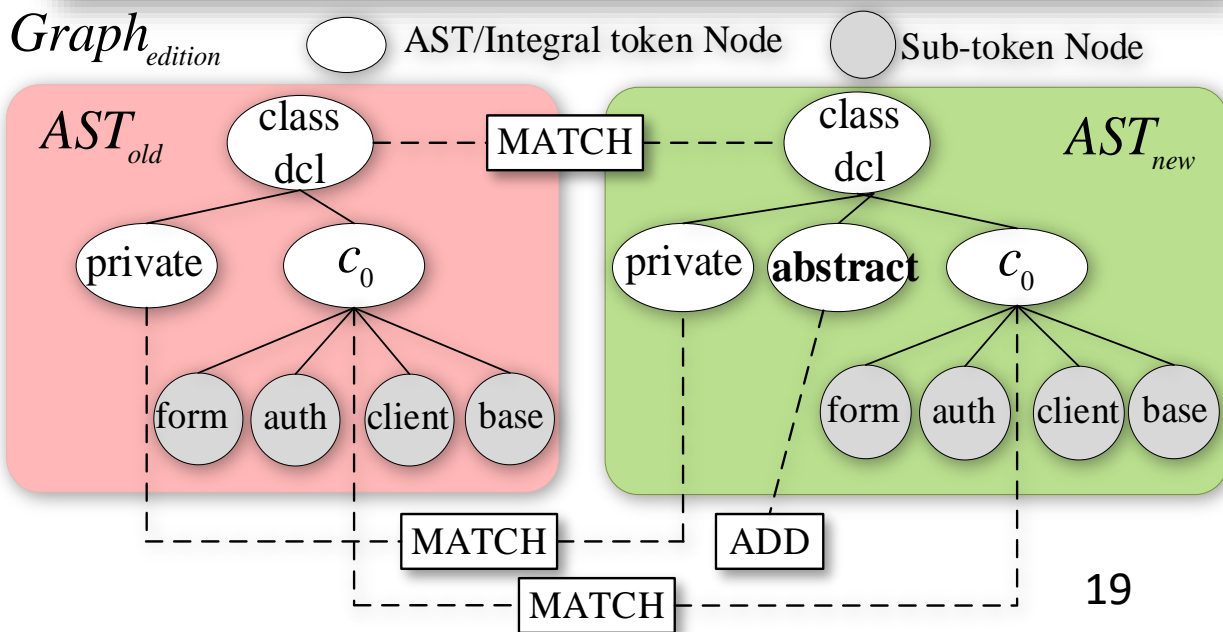 Graph_edition
AST/Integral token Node
Sub-token Node
AST_old
class
dcl
MATCH
class
dcl
AST_new
private
c_0
private
abstract
c_0
form
auth
client
base
form
auth
client
base
MATCH
ADD
MATCH
19